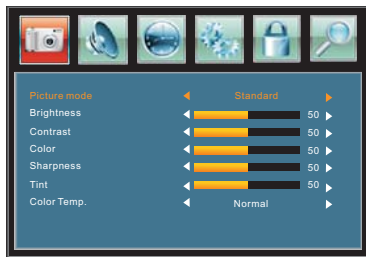 Picture mode Standard
Brightness 50
Contrast 50
Color 50
Sharpness 50
Tint 50
Color Temp. Normal